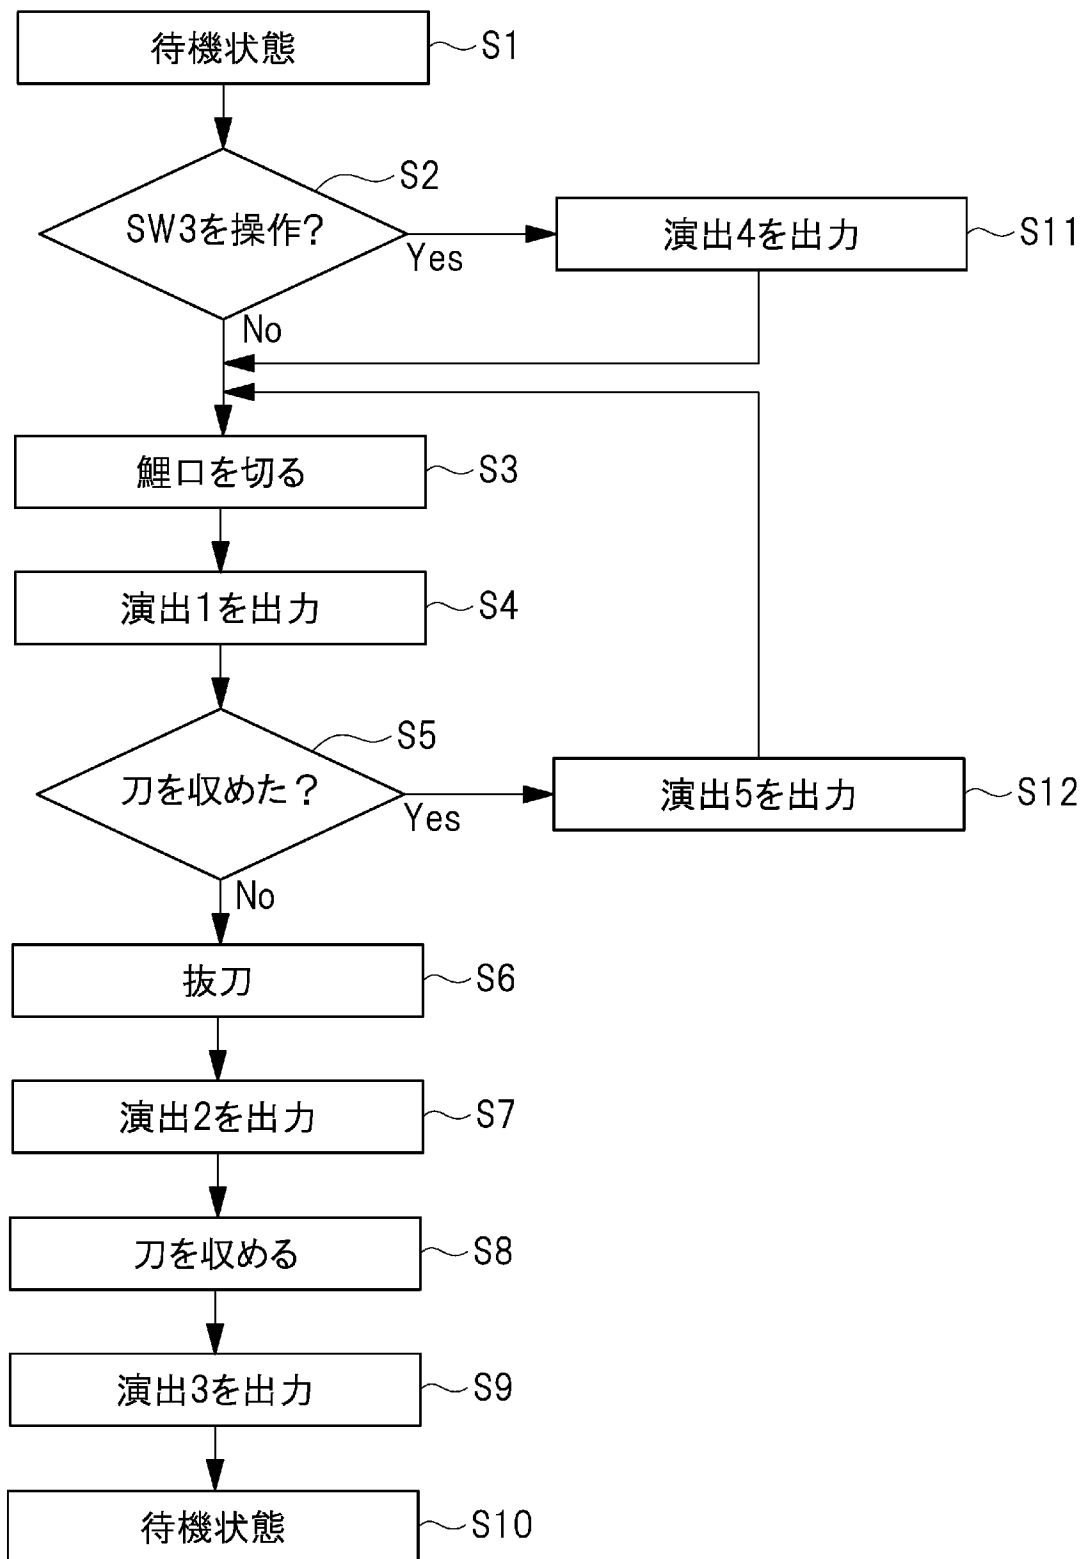 待機状態
S1
SW3を操作?
S2
Yes
演出4を出力
S11
No
鯉口を切る
S3
演出1を出力
S4
刀を収めた?
S5
Yes
演出5を出力
S12
No
抜刀
S6
演出2を出力
S7
刀を収める
S8
演出3を出力
S9
待機状態
S10